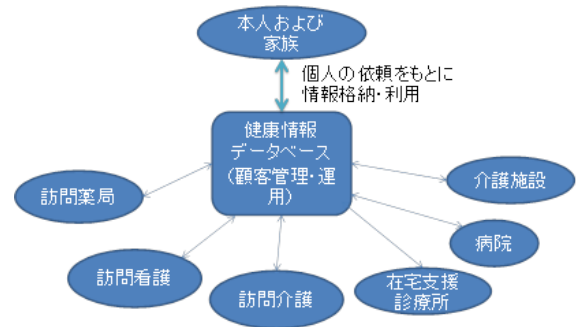 本人および
家族
個人の依頼をもとに
情報格納・利用
健康情報
データベース
(顧客管理・運
用)
訪問薬局
介護施設
病院
訪問看護
訪問介護
在宅支援
診療所